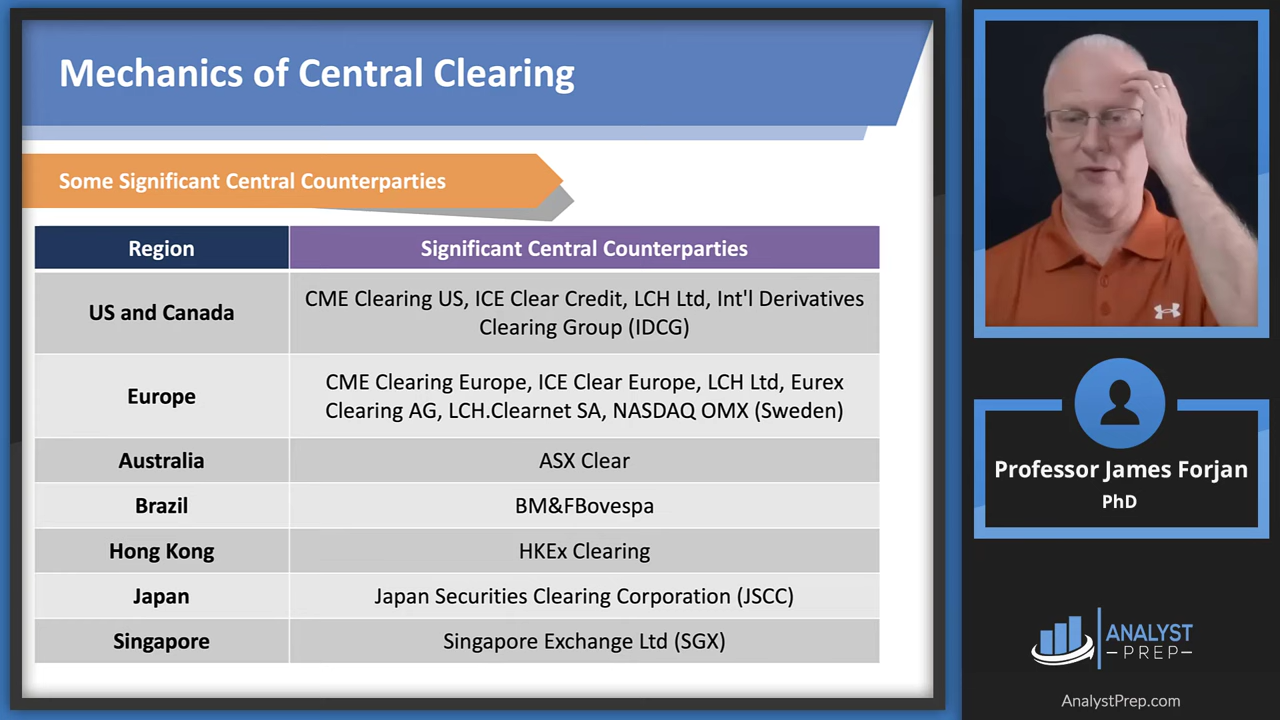 Mechanics of Central Clearing
Some Significant Central Counterparties
Region
Significant Central Counterparties
US and Canada
CME Clearing US, ICE Clear Credit, LCH Ltd, Int'l Derivatives
Clearing Group (IDCG)
Europe
CME Clearing Europe, ICE Clear Europe, LCH Ltd, Eurex
Clearing AG, LCH.Clearnet SA, NASDAQ OMX (Sweden)
Australia
ASX Clear
Brazil
BM&FBovespa
Hong Kong
HKEx Clearing
Japan
Japan Securities Clearing Corporation (JSCC)
Singapore
Singapore Exchange Ltd (SGX)
Professor James Forjan
PhD
ANALYST
PREP
AnalystPrep.com